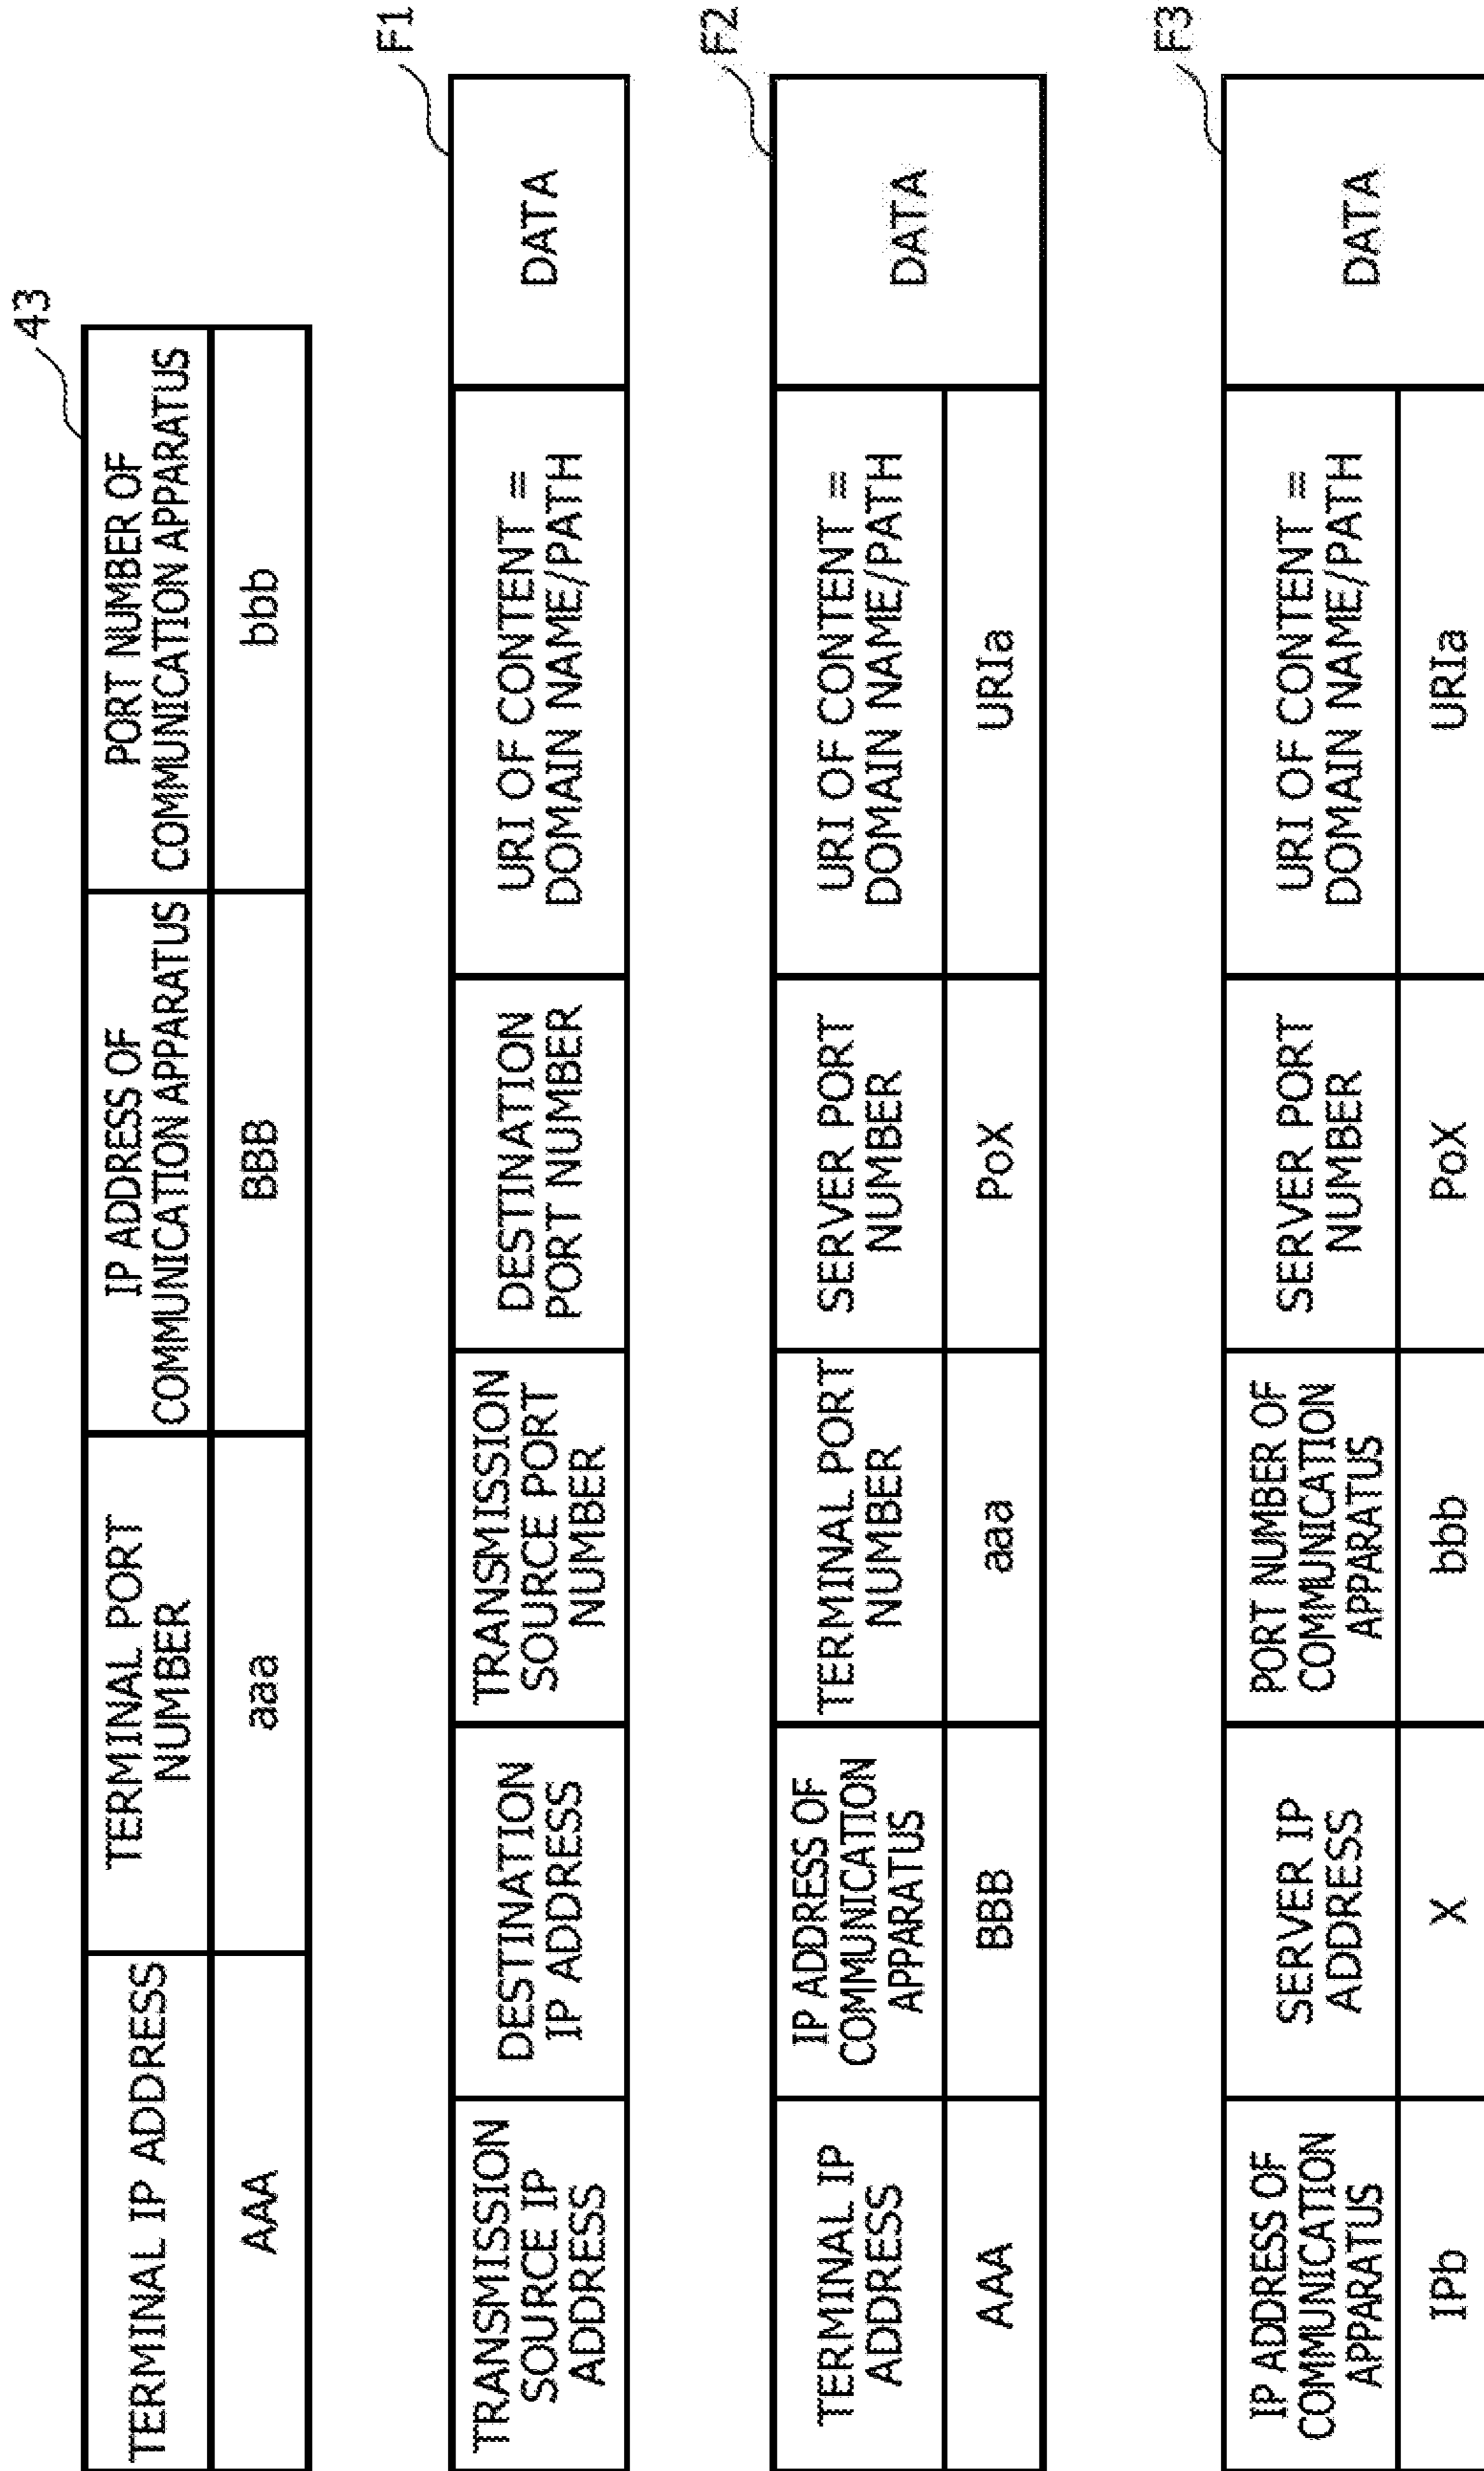 43
TERMINAL IP ADDRESS
TERMINAL PORT
NUMBER
IP ADDRESS OF
COMMUNICATION APPARATUS
PORT NUMBER OF
COMMUNICATION APPARATUS
AAA
aaa
BBB
bbb
F1
TRANSMISSION
SOURCE IP
ADDRESS
DESTINATION
IP ADDRESS
TRANSMISSION
SOURCE PORT
NUMBER
DESTINATION
PORT NUMBER
URI OF CONTENT =
DOMAIN NAME/PATH
DATA
F2
TERMINAL IP
ADDRESS
IP ADDRESS OF
COMMUNICATION
APPARATUS
TERMINAL PORT
NUMBER
SERVER PORT
NUMBER
URI OF CONTENT =
DOMAIN NAME/PATH
DATA
AAA
BBB
aaa
PoX
URIa
F3
IP ADDRESS OF
COMMUNICATION
APPARATUS
SERVER IP
ADDRESS
PORT NUMBER OF
COMMUNICATION
APPARATUS
SERVER PORT
NUMBER
URI OF CONTENT =
DOMAIN NAME/PATH
DATA
IPb
X
bbb
PoX
URIa